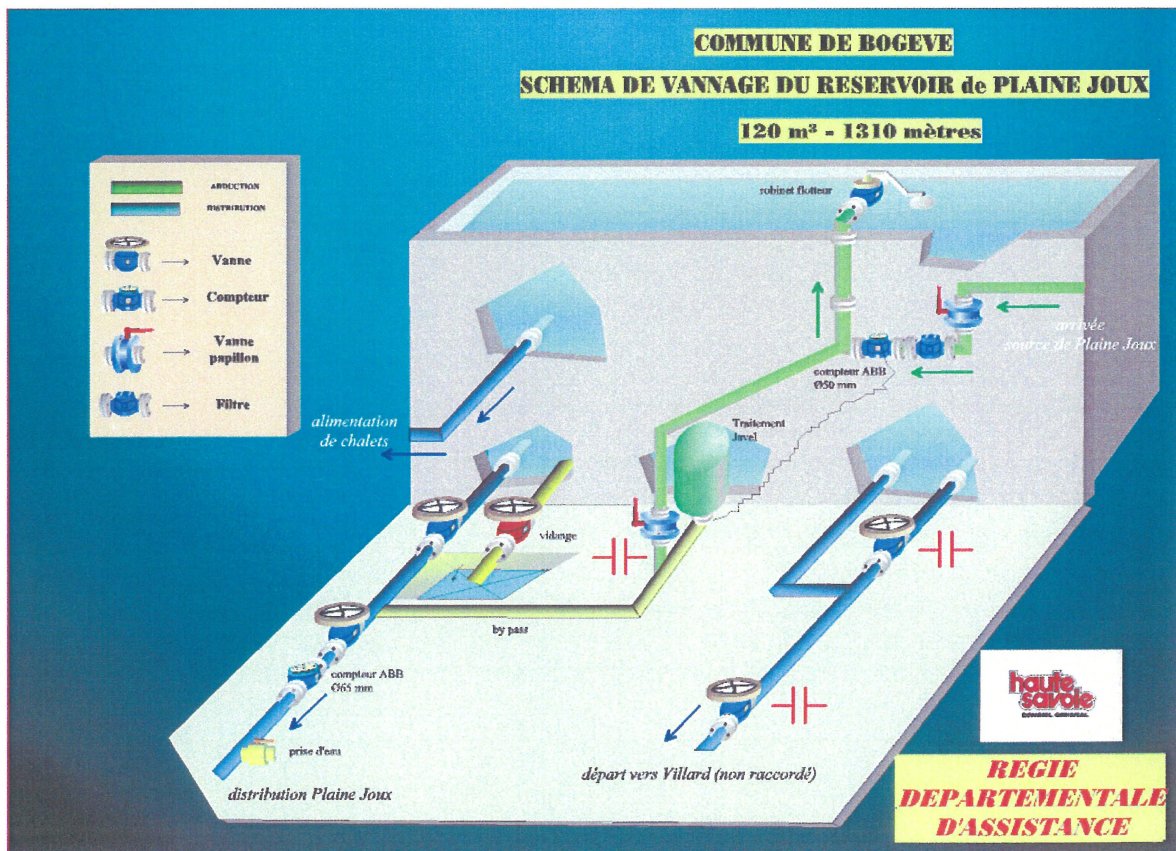 COMMUNE DE BOGEVE
SCHEMA DE VANNAGE DU RESERVOIR de PLAINE JOUX
120 m³ - 1310 mètres
ADUCTION
DISTRIBUTION
Vanne
Compteur
Vanne
papillon
Filtre
robinet flotteur
arrivée
source de Plaine Joux
compteur ABB
Ø50 mm
alimentation
de chalets
Traitement
Javel
vidange
by pass
compteur ABB
Ø65 mm
prise d'eau
distribution Plaine Joux
départ vers Villard (non raccordé)
haute
savoie
CONSEIL GENERAL
REGIE
DEPARTEMENTALE
D'ASSISTANCE